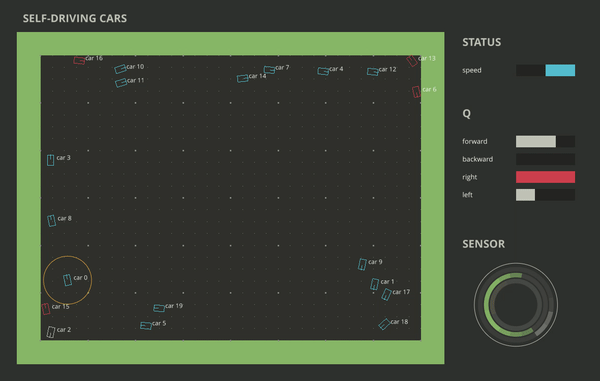 SELF-DRIVING CARS
STATUS
speed
Q
forward
backward
right
left
SENSOR
car 16
car 10
car 11
car 14
car 7
car 4
car 12
car 13
car 6
car 3
car 8
car 0
car 9
car 1
car 17
car 15
car 19
car 2
car 5
car 18